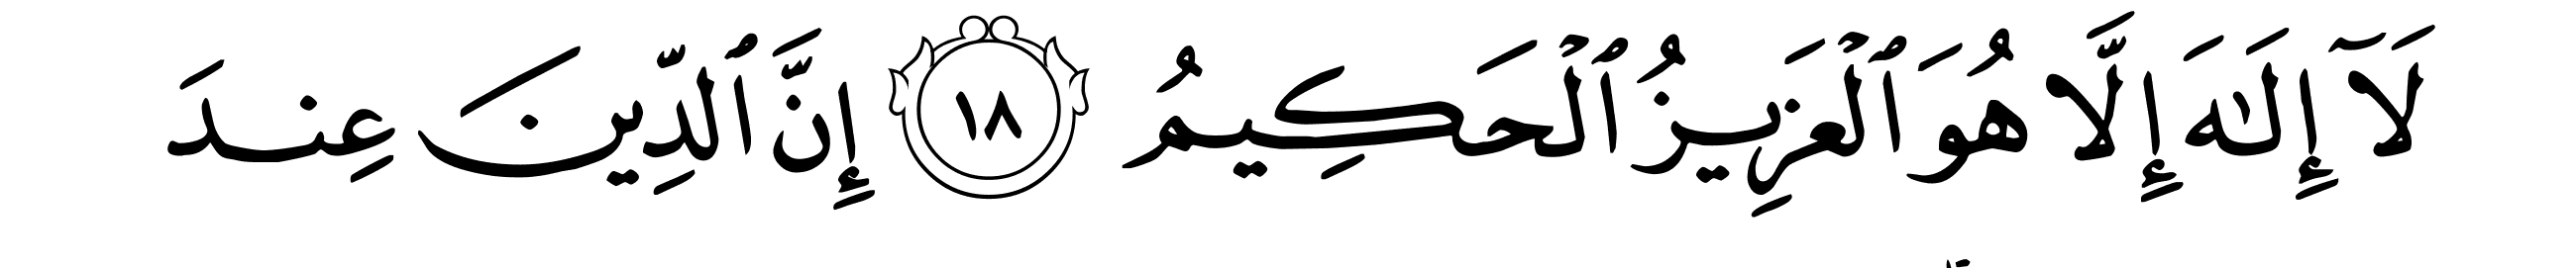 لَآ إِلَٰهَ إِلَّا هُوَ ٱلْعَزِيزُ ٱلْحَكِيمُ ١٨ إِنَّ ٱلدِّينَ عِندَ